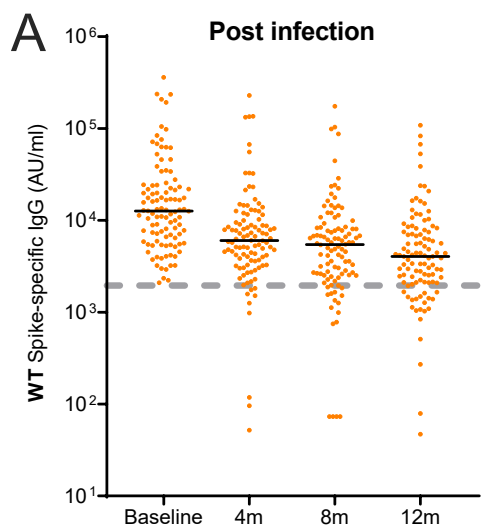 A
Post infection
WT Spike-specific IgG (AU/ml)
10⁶
10⁵
10⁴
10³
10²
10¹
Baseline 4m 8m 12m